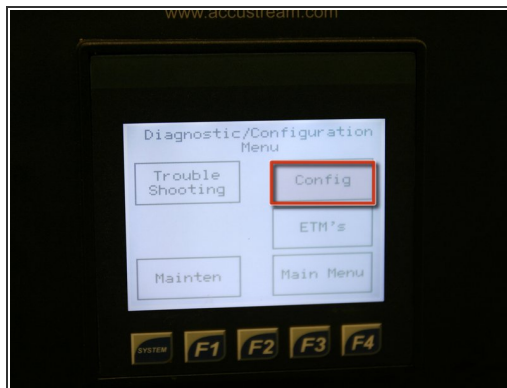 www.accustream.com
Diagnostic/Configuration
Menu
Trouble
Shooting
Config
ETM's
Mainten
Main Menu
SYSTEM F1 F2 F3 F4